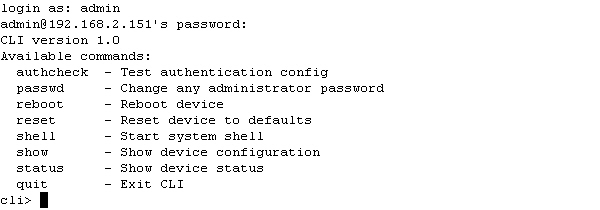 login as: admin
admin@192.168.2.151's password:
CLI version 1.0
Available commands:
  authcheck  - Test authentication config
  passwd     - Change any administrator password
  reboot     - Reboot device
  reset      - Reset device to defaults
  shell      - Start system shell
  show       - Show device configuration
  status     - Show device status
  quit       - Exit CLI
cli>